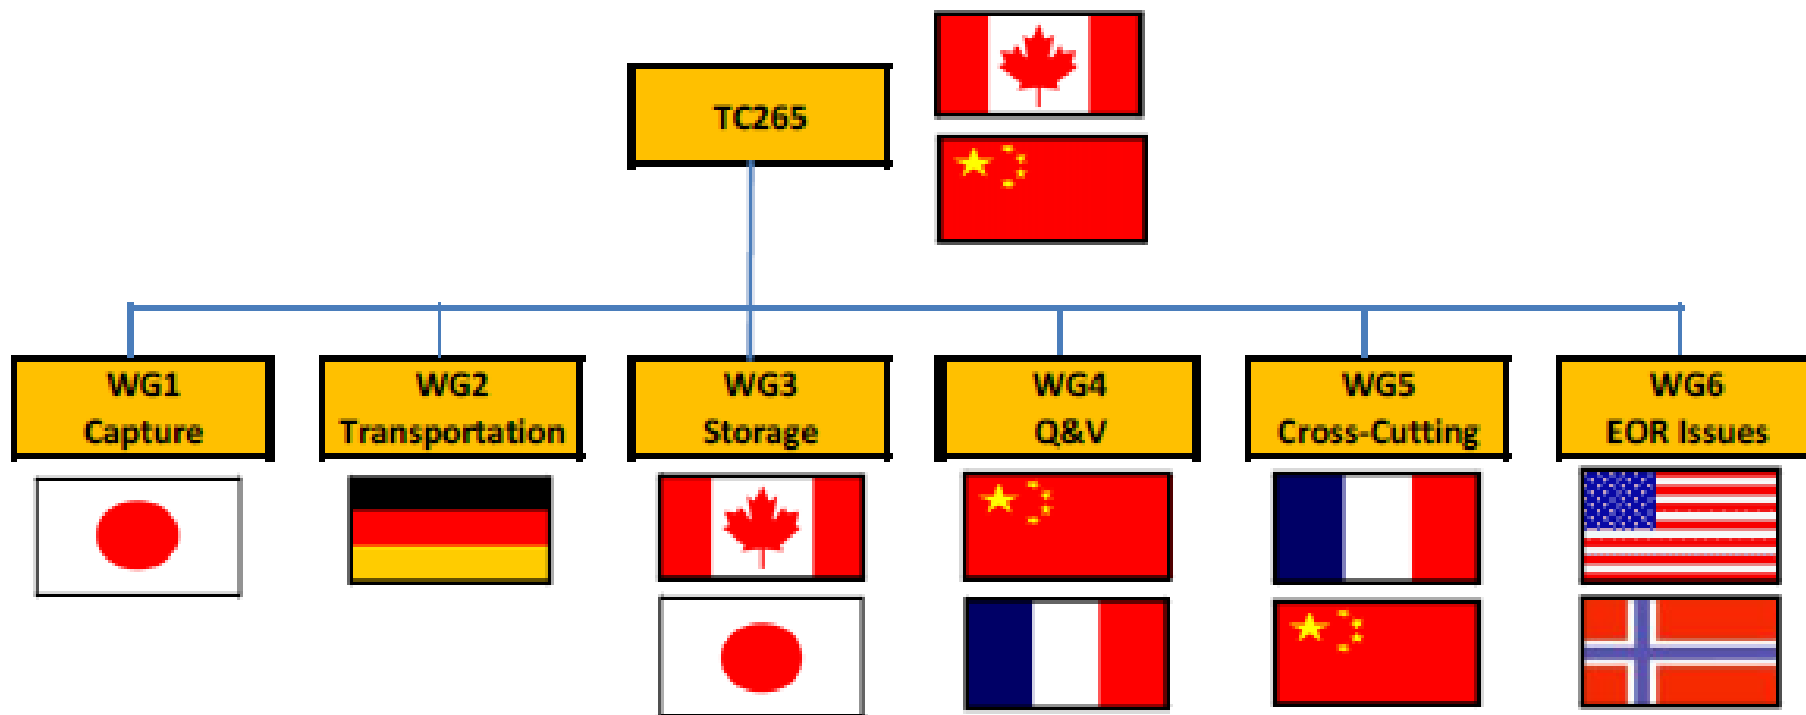 TC265
WG1
Capture
WG2
Transportation
WG3
Storage
WG4
Q&V
WG5
Cross-Cutting
WG6
EOR Issues